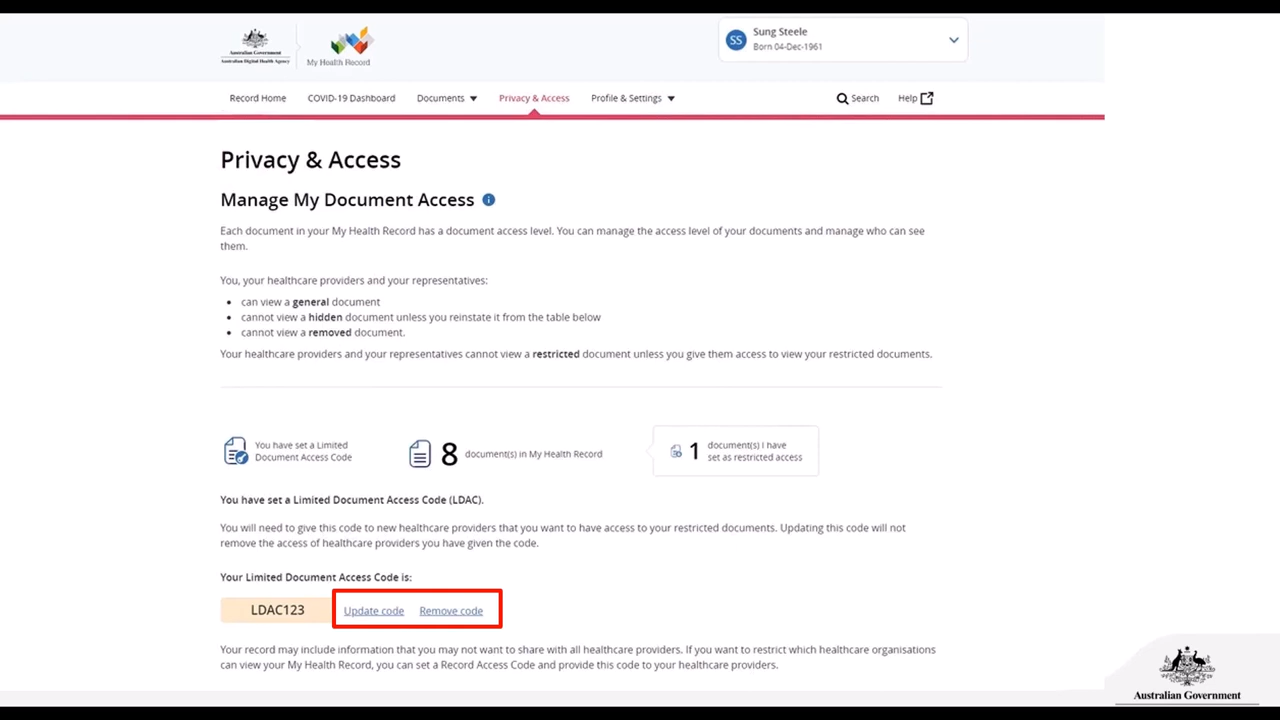 Australian Government
Australian Digital Health Agency
My Health Record
SS
Sung Steele
Born 04-Dec-1961
Record Home COVID-19 Dashboard Documents Privacy & Access Profile & Settings Search Help
Privacy & Access
Manage My Document Access
Each document in your My Health Record has a document access level. You can manage the access level of your documents and manage who can see
them.
You, your healthcare providers and your representatives:
• can view a general document
• cannot view a hidden document unless you reinstate it from the table below
• cannot view a removed document.
Your healthcare providers and your representatives cannot view a restricted document unless you give them access to view your restricted documents.
You have set a Limited
Document Access Code
8 document(s) in My Health Record
1 document(s) I have
set as restricted access
You have set a Limited Document Access Code (LDAC).
You will need to give this code to new healthcare providers that you want to have access to your restricted documents. Updating this code will not
remove the access of healthcare providers you have given the code.
Your Limited Document Access Code is:
LDAC123 Update code Remove code
Your record may include information that you may not want to share with all healthcare providers. If you want to restrict which healthcare organisations
can view your My Health Record, you can set a Record Access Code and provide this code to your healthcare providers.
Australian Government